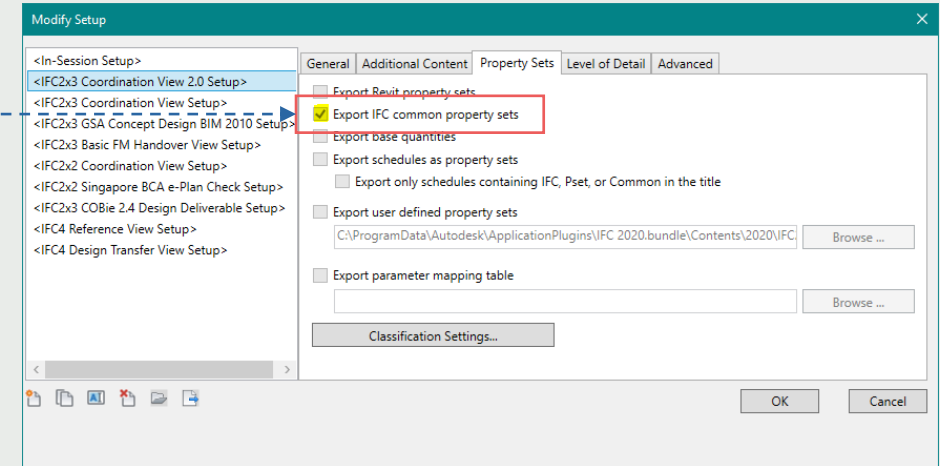 Modify Setup
<In-Session Setup>
<IFC2x3 Coordination View 2.0 Setup>
<IFC2x3 Coordination View Setup>
<IFC2x3 GSA Concept Design BIM 2010 Setup>
<IFC2x3 Basic FM Handover View Setup>
<IFC2x2 Coordination View Setup>
<IFC2x2 Singapore BCA e-Plan Check Setup>
<IFC2x3 COBie 2.4 Design Deliverable Setup>
<IFC4 Reference View Setup>
<IFC4 Design Transfer View Setup>
General Additional Content Property Sets Level of Detail Advanced
Export Revit property sets
Export IFC common property sets
Export base quantities
Export schedules as property sets
Export only schedules containing IFC, Pset, or Common in the title
Export user defined property sets
C:\ProgramData\Autodesk\ApplicationPlugins\IFC 2020.bundle\Contents\2020\IFC. Browse ...
Export parameter mapping table
Browse ...
Classification Settings...
OK Cancel